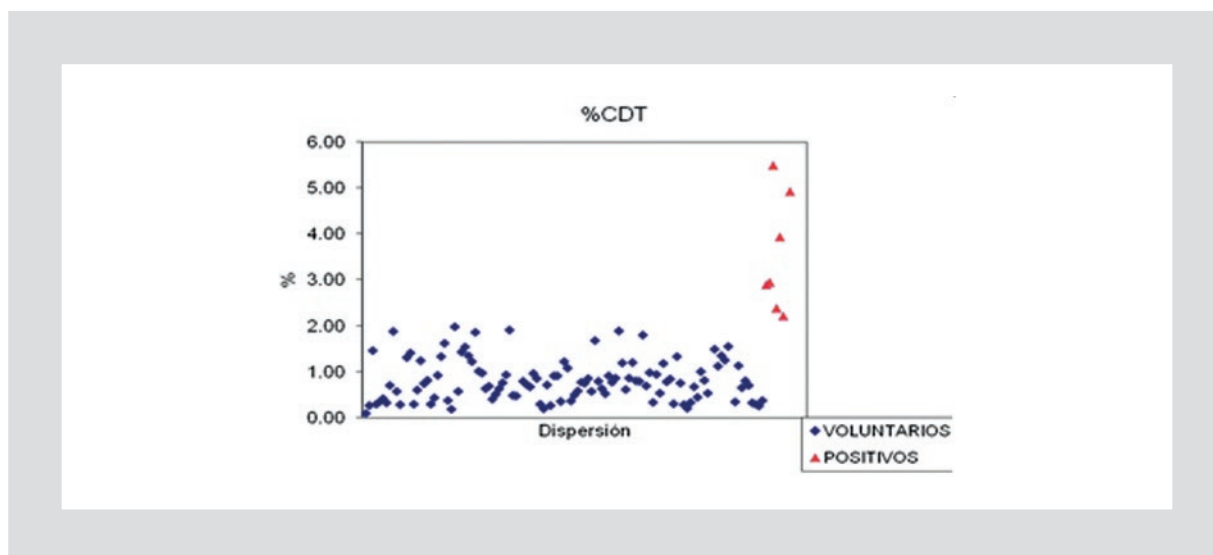 %CDT
6.00
5.00
4.00
3.00
2.00
1.00
0.00
%
Dispersión
VOLUNTARIOS
POSITIVOS